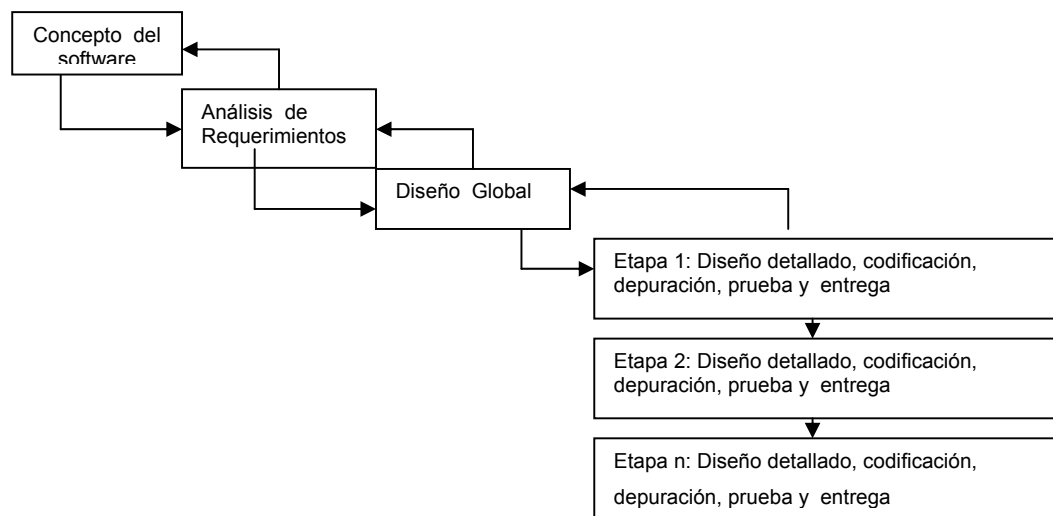 Concepto del
software
Análisis de
Requerimientos
Diseño Global
Etapa 1: Diseño detallado, codificación,
depuración, prueba y entrega
Etapa 2: Diseño detallado, codificación,
depuración, prueba y entrega
Etapa n: Diseño detallado, codificación,
depuración, prueba y entrega